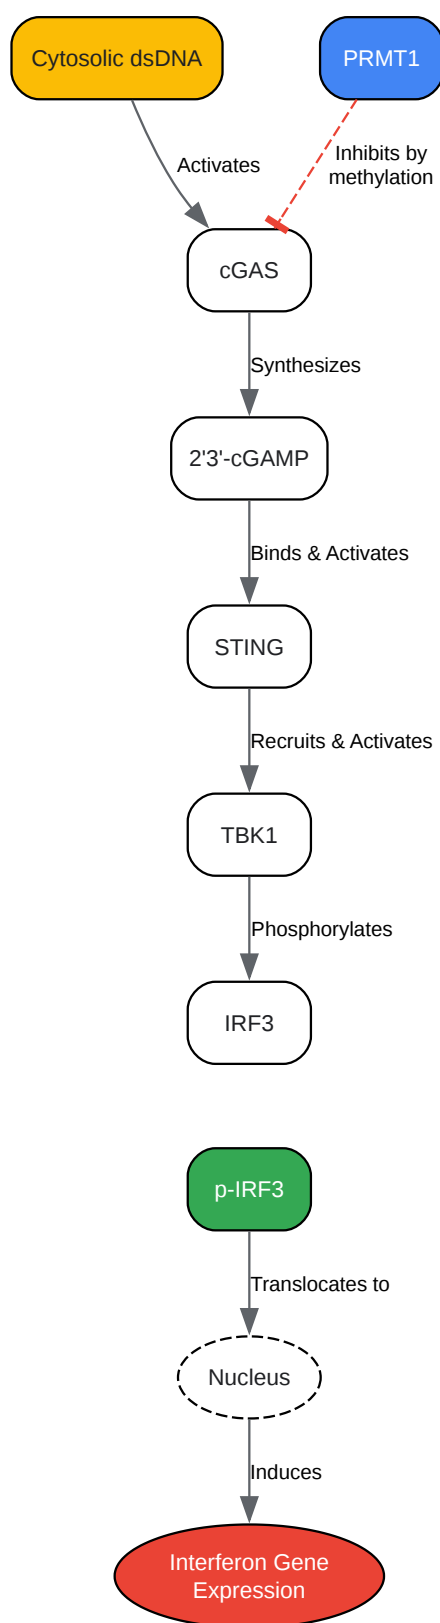 Cytosolic dsDNA
PRMT1
Activates
Inhibits by
methylation
cGAS
Synthesizes
2'3'-cGAMP
Binds & Activates
STING
Recruits & Activates
TBK1
Phosphorylates
IRF3
p-IRF3
Translocates to
Nucleus
Induces
Interferon Gene
Expression